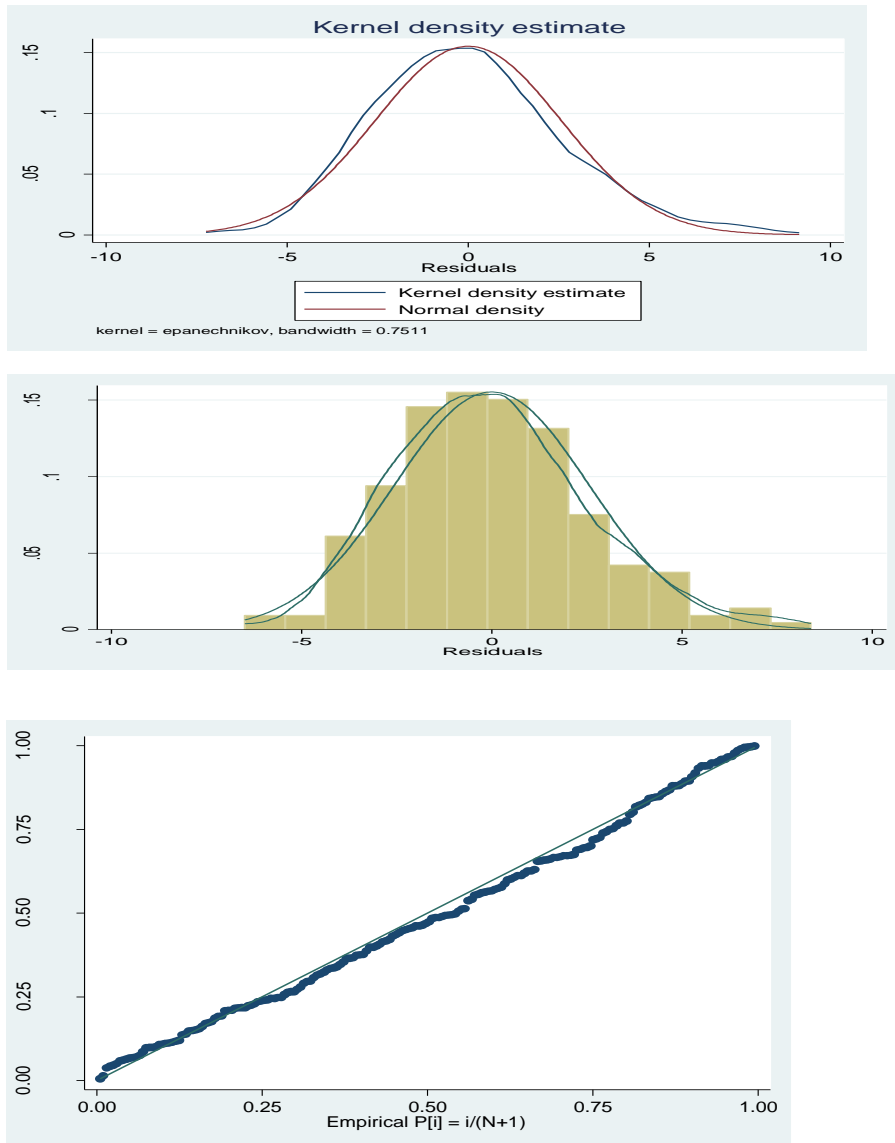 Kernel density estimate
.15
.1
.05
0
-10 -5 0 5 10
Residuals
Kernel density estimate
Normal density
kernel = epanechnikov, bandwidth = 0.7511
.15
.1
.05
0
-10 -5 0 5 10
Residuals
1.00
0.75
0.50
0.25
0.00
0.00 0.25 0.50 0.75 1.00
Empirical P[i] = i/(N+1)